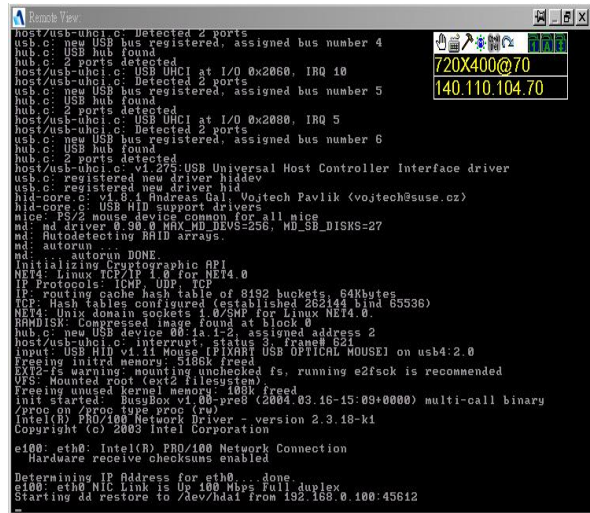 Remote View:
host/usb-uhci.c: Detected 2 ports
usb.c: new USB bus registered, assigned bus number 4
hub.c: USB hub found
hub.c: 2 ports detected
host/usb-uhci.c: USB UHCI at I/O 0x2060, IRQ 10
host/usb-uhci.c: Detected 2 ports
usb.c: new USB bus registered, assigned bus number 5
hub.c: USB hub found
hub.c: 2 ports detected
host/usb-uhci.c: USB UHCI at I/O 0x2080, IRQ 5
host/usb-uhci.c: Detected 2 ports
usb.c: new USB bus registered, assigned bus number 6
hub.c: USB hub found
hub.c: 2 ports detected
host/usb-uhci.c: v1.275:USB Universal Host Controller Interface driver
usb.c: registered new driver hiddev
usb.c: registered new driver hid
hid-core.c: v1.8.1 Andreas Gal, Vojtech Pavlik <vojtech@suse.cz>
hid-core.c: USB HID support drivers
mice: PS/2 mouse device common for all mice
md: md driver 0.90.0 MAX_MD_DEVS=256, MD_SB_DISKS=27
md: Autodetecting RAID arrays.
md: autorun ...
md: ... autorun DONE.
Initializing Cryptographic API
NET4: Linux TCP/IP 1.0 for NET4.0
IP Protocols: ICMP, UDP, TCP
IP: routing cache hash table of 8192 buckets, 64Kbytes
TCP: Hash tables configured (established 262144 bind 65536)
NET4: Unix domain sockets 1.0/SMP for Linux NET4.0.
RAMDISK: Compressed image found at block 0
hub.c: new USB device 00:1a.1-2, assigned address 2
host/usb-uhci.c: interrupt, status 3, frame# 621
input: USB HID v1.11 Mouse [PIXART USB OPTICAL MOUSE] on usb4:2.0
Freeing initrd memory: 5186k freed
EXT2-fs warning: mounting unchecked fs, running e2fsck is recommended
VFS: Mounted root (ext2 filesystem).
Freeing unused kernel memory: 108k freed
init started:  BusyBox v1.00-pre8 (2004.03.16-15:09+0000) multi-call binary
/proc on /proc type proc (rw)
Intel(R) PRO/100 Network Driver - version 2.3.18-k1
Copyright (c) 2003 Intel Corporation
e100: eth0: Intel(R) PRO/100 Network Connection
Hardware receive checksums enabled
Determining IP Address for eth0....done.
e100: eth0 NIC Link is Up 100 Mbps Full duplex
Starting dd restore to /dev/hda1 from 192.168.0.100:45612
720X400@70
140.110.104.70